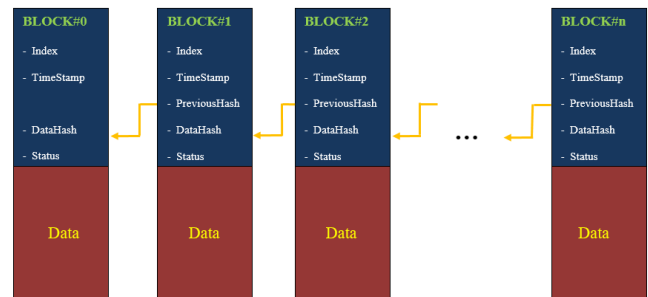 BLOCK#0
- Index
- TimeStamp
- DataHash
- Status
Data
BLOCK#1
- Index
- TimeStamp
- PreviousHash
- DataHash
- Status
Data
BLOCK#2
- Index
- TimeStamp
- PreviousHash
- DataHash
- Status
Data
...
BLOCK#n
- Index
- TimeStamp
- PreviousHash
- DataHash
- Status
Data